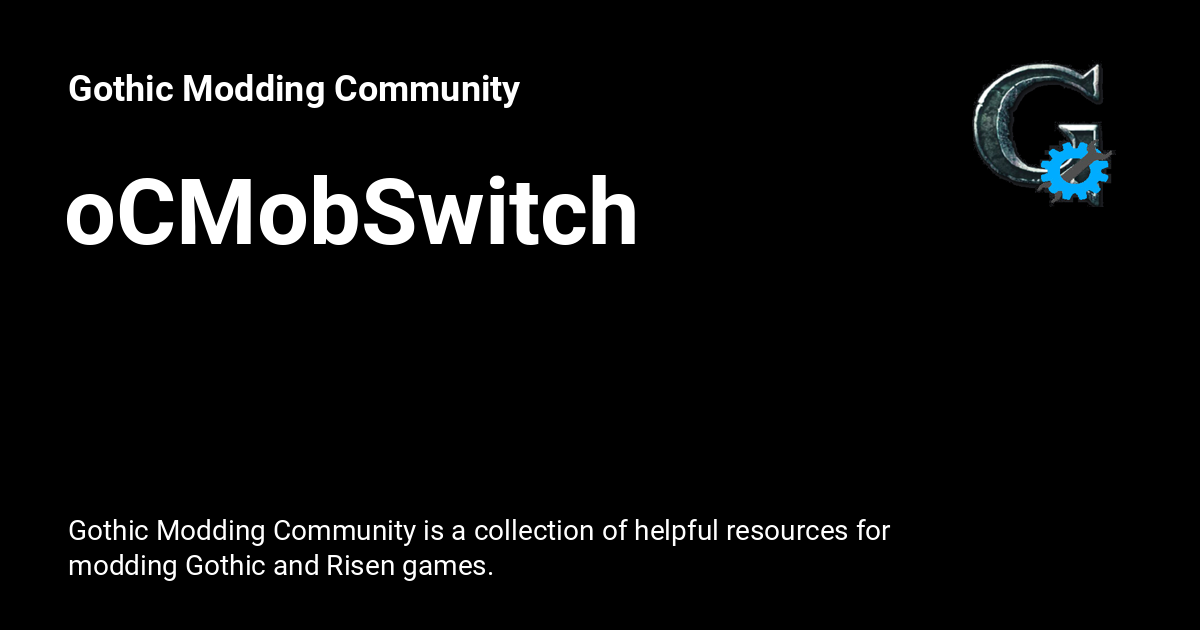 Gothic Modding Community
oCMobSwitch
Gothic Modding Community is a collection of helpful resources for
modding Gothic and Risen games.